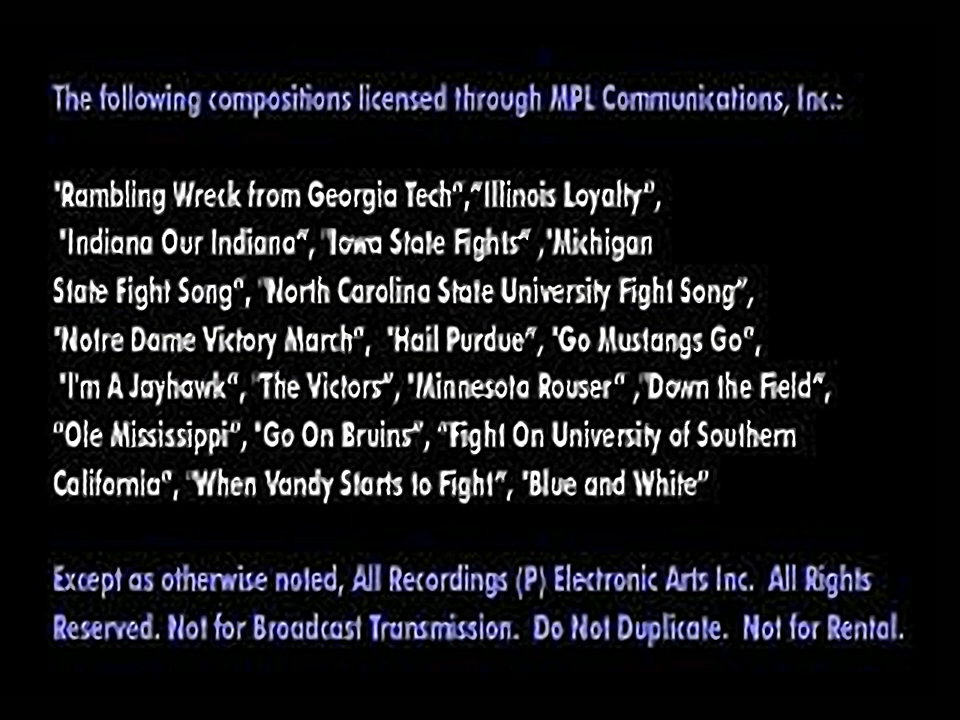 The following compositions licensed through MPL Communications, Inc.:
"Rambling Wreck from Georgia Tech", "Illinois Loyalty",
"Indiana Our Indiana", "Iowa State Fights" ,"Michigan
State Fight Song", "North Carolina State University Fight Song",
"Notre Dame Victory March", "Hail Purdue", "Go Mustangs Go",
"I'm A Jayhawk", "The Victors", "Minnesota Rouser" ,"Down the Field",
"Ole Mississippi", "Go On Bruins", "Fight On University of Southern
California", "When Vandy Starts to Fight", "Blue and White"
Except as otherwise noted, All Recordings (P) Electronic Arts Inc. All Rights
Reserved. Not for Broadcast Transmission. Do Not Duplicate. Not for Rental.